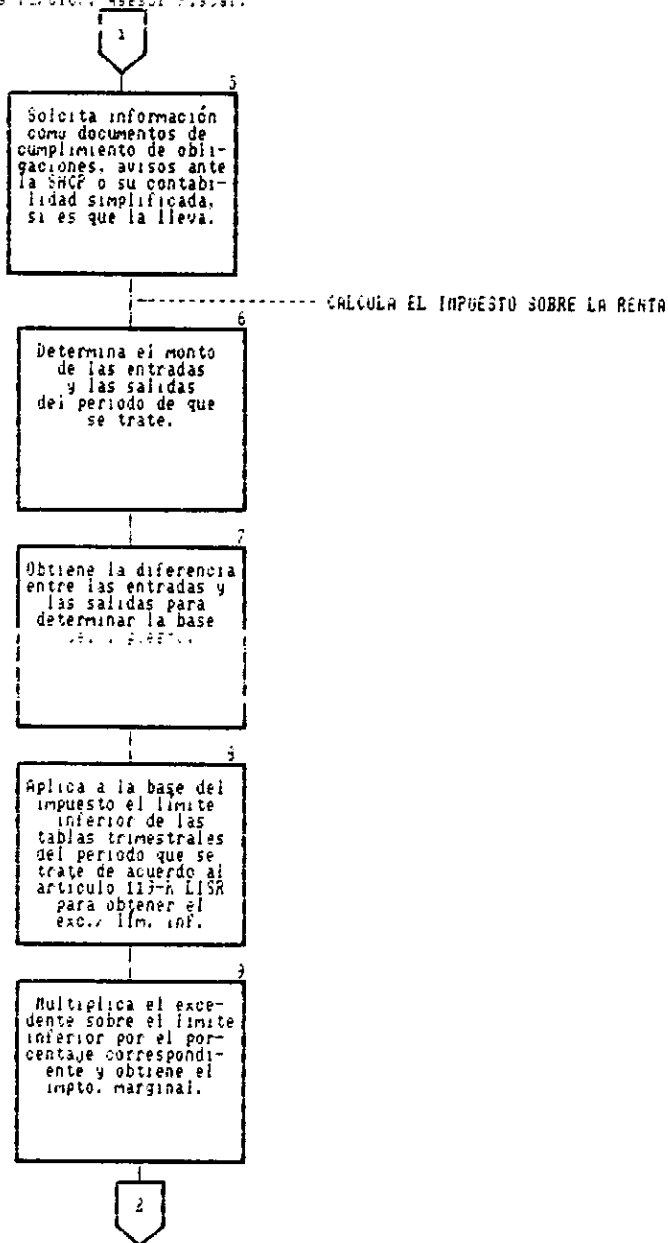 Asesor Fiscal.
1
5
Solcita información
como documentos de
cumplimiento de obli-
gaciones, avisos ante
la SHCP o su contabi-
lidad simplificada,
si es que la lleva.
CALCULA EL IMPUESTO SOBRE LA RENTA
6
Determina el monto
de las entradas
y las salidas
del periodo de que
se trate.
7
Obtiene la diferencia
entre las entradas y
las salidas para
determinar la base
8
Aplica a la base del
impuesto el límite
inferior de las
tablas trimestrales
del periodo que se
trate de acuerdo al
artículo LISR
para obtener el
exc./ lím. inf.
9
Multiplica el exce-
dente sobre el límite
inferior por el por-
centaje correspondi-
ente y obtiene el
impto. marginal.
2